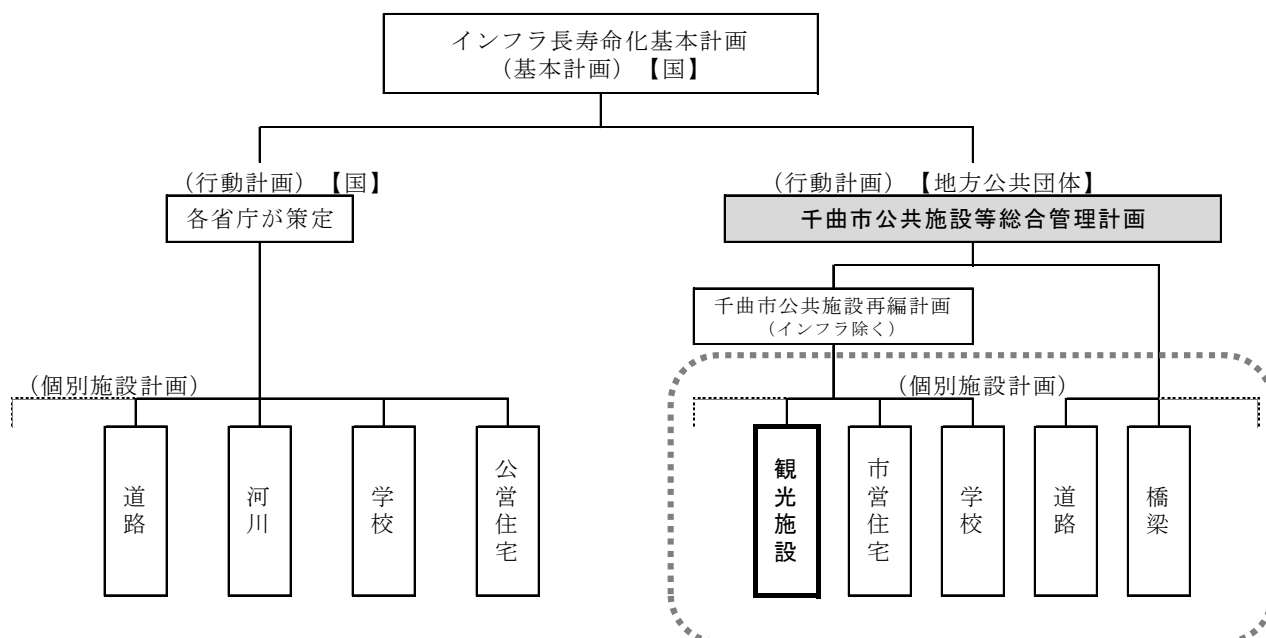 インフラ長寿命化基本計画
（基本計画）【国】
（行動計画）【国】
各省庁が策定
（行動計画）【地方公共団体】
千曲市公共施設等総合管理計画
千曲市公共施設再編計画
（インフラ除く）
（個別施設計画）
道路
河川
学校
公営住宅
（個別施設計画）
観光施設
市営住宅
学校
道路
橋梁